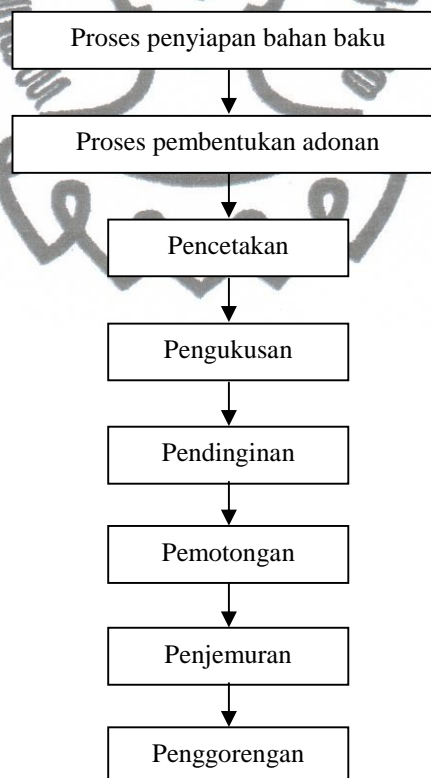 Proses penyiapan bahan baku
Proses pembentukan adonan
Pencetakan
Pengukusan
Pendinginan
Pemotongan
Penjemuran
Penggorengan